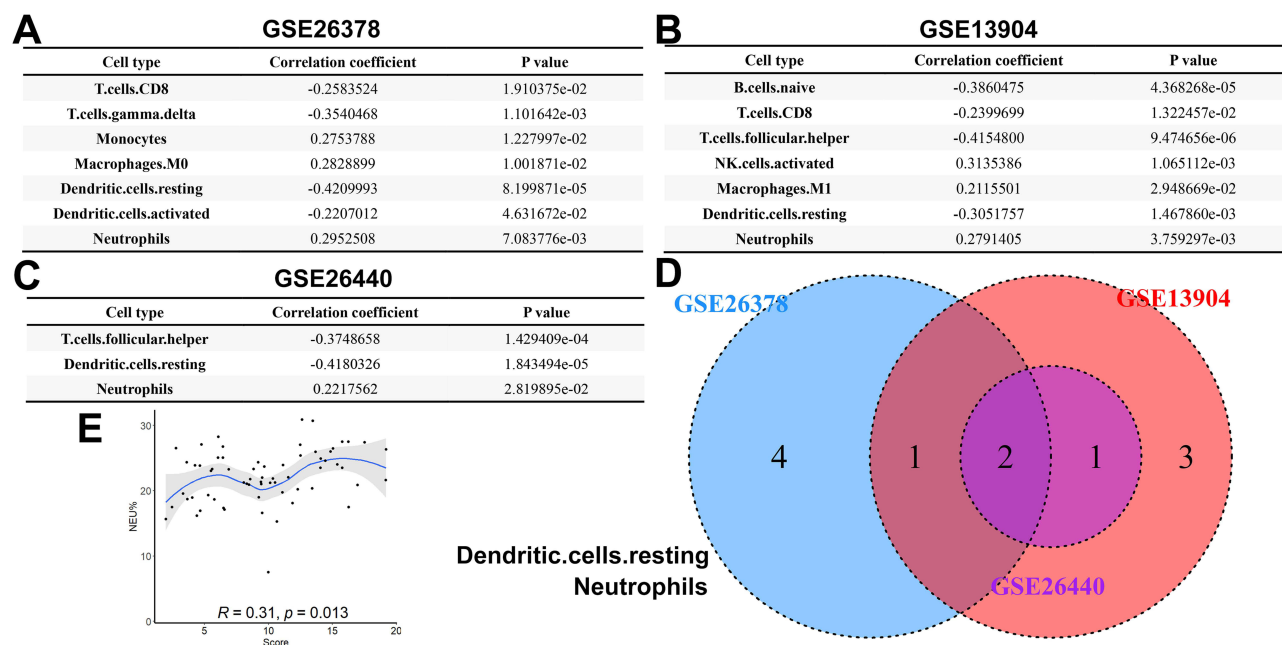 A
GSE26378
Cell type Correlation coefficient P value
T.cells.CD8 -0.2583524 1.910375e-02
T.cells.gamma.delta -0.3540468 1.101642e-03
Monocytes 0.2753788 1.227997e-02
Macrophages.M0 0.2828899 1.001871e-02
Dendritic.cells.resting -0.4209993 8.199871e-05
Dendritic.cells.activated -0.2207012 4.631672e-02
Neutrophils 0.2952508 7.083776e-03
B
GSE13904
Cell type Correlation coefficient P value
B.cells.naive -0.3860475 4.368268e-05
T.cells.CD8 -0.2399699 1.322457e-02
T.cells.follicular.helper -0.4154800 9.474656e-06
NK.cells.activated 0.3135386 1.065112e-03
Macrophages.M1 0.2115501 2.948669e-02
Dendritic.cells.resting -0.3051757 1.467860e-03
Neutrophils 0.2791405 3.759297e-03
C
GSE26440
Cell type Correlation coefficient P value
T.cells.follicular.helper -0.3748658 1.429409e-04
Dendritic.cells.resting -0.4180326 1.843494e-05
Neutrophils 0.2217562 2.819895e-02
D
GSE26378
GSE13904
4 1 2 1 3
GSE26440
Dendritic.cells.resting
Neutrophils
E
NEU%
30
20
10
0
R = 0.31, p = 0.013
5 10 15 20
Score